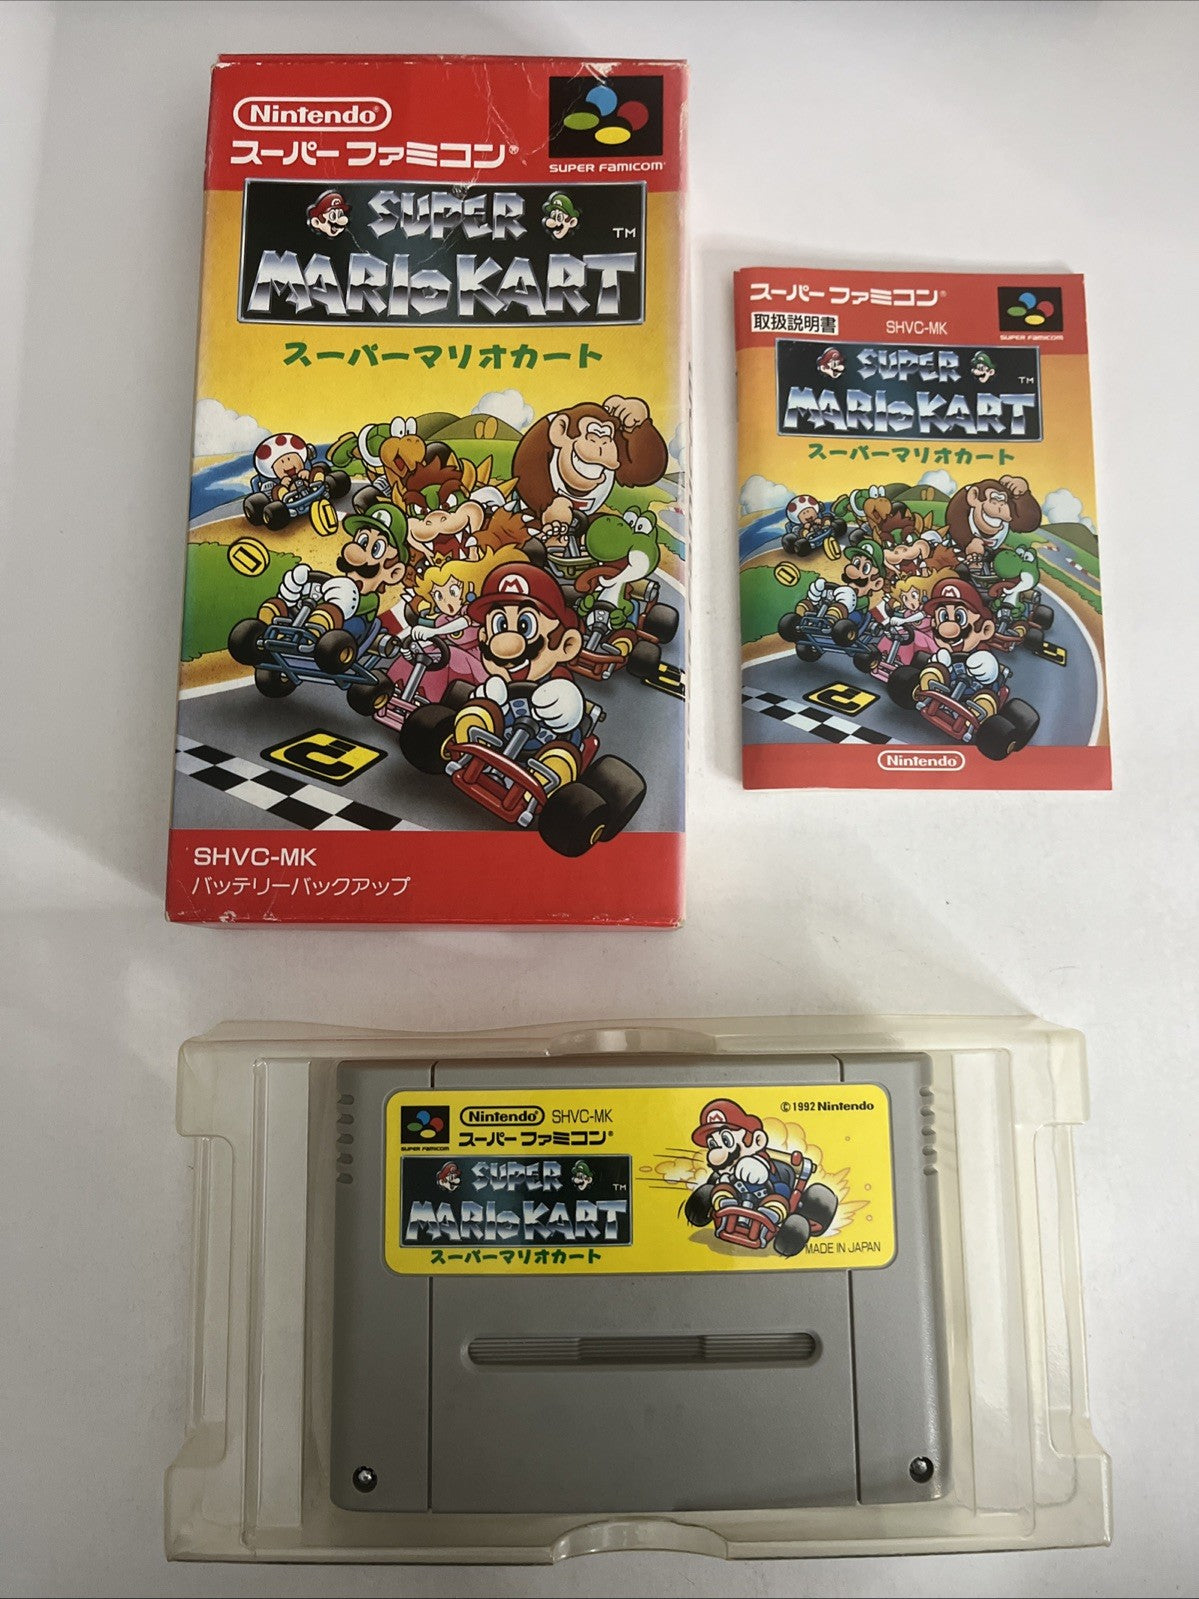 Nintendo®
スーパーファミコン®
SUPER FAMICOM
SUPER
MARIO KART
TM
スーパーマリオカート
SHVC-MK
バッテリーバックアップ
スーパーファミコン®
取扱説明書
SHVC-MK
SUPER FAMICOM
SUPER
MARIO KART
TM
スーパーマリオカート
Nintendo
SUPER FAMICOM
Nintendo® SHVC-MK
スーパーファミコン®
SUPER
MARIO KART
TM
スーパーマリオカート
©1992 Nintendo
MADE IN JAPAN